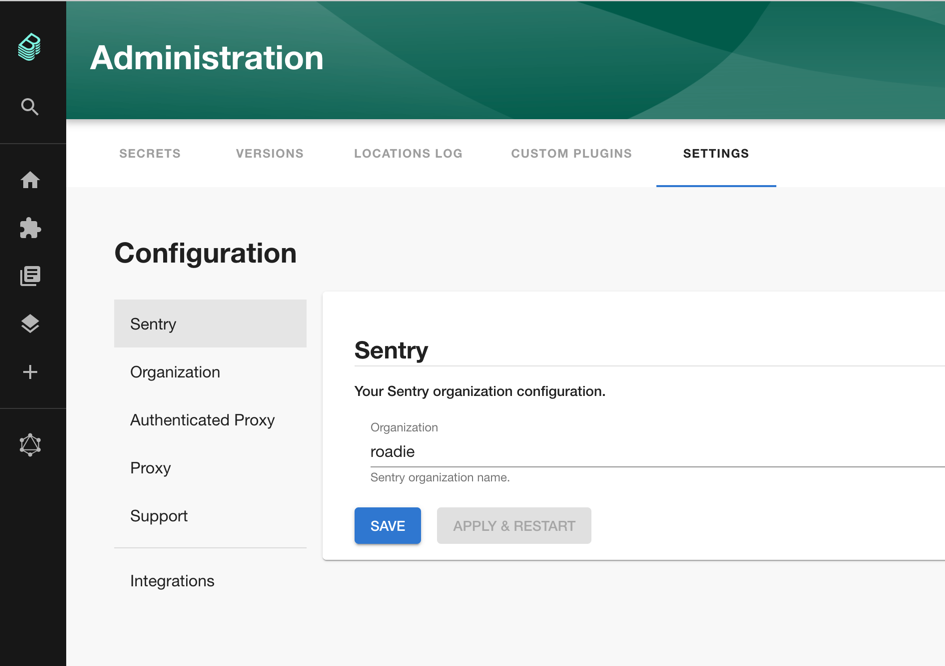 Administration
SECRETS
VERSIONS
LOCATIONS LOG
CUSTOM PLUGINS
SETTINGS
Configuration
Sentry
Organization
Authenticated Proxy
Proxy
Support
Integrations
Sentry
Your Sentry organization configuration.
Organization
roadie
Sentry organization name.
SAVE
APPLY & RESTART